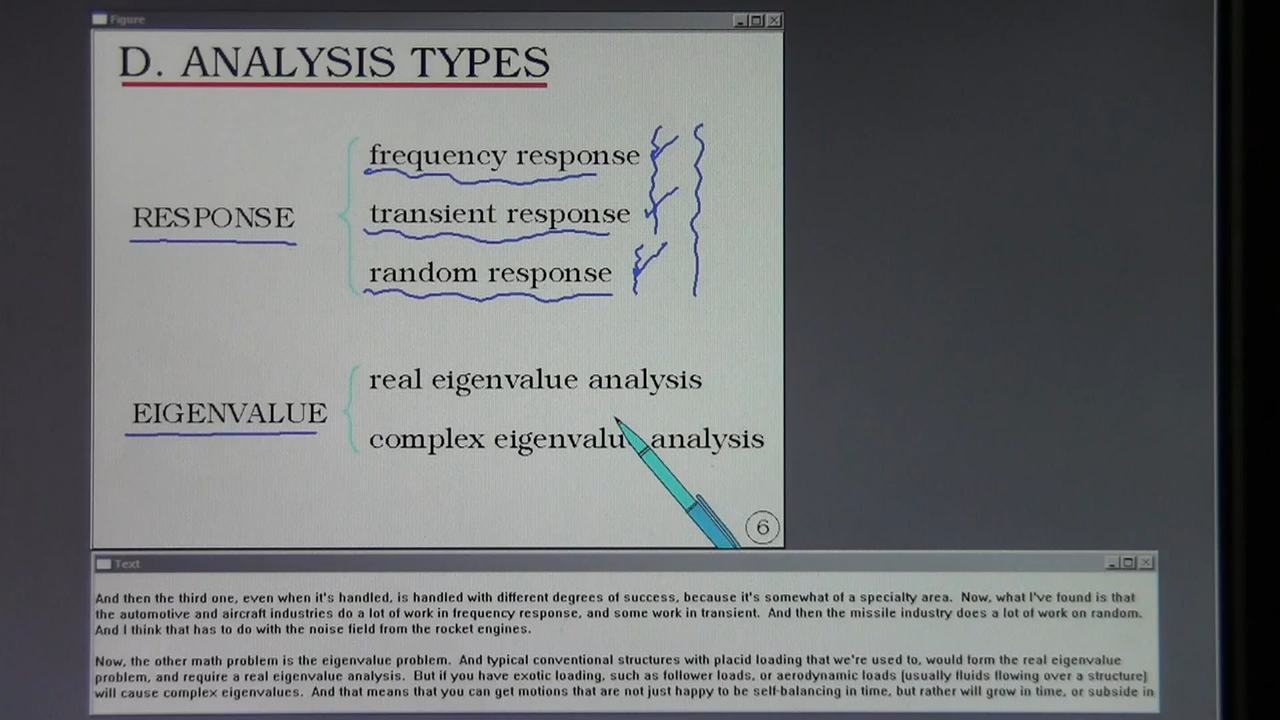 Figure
D. ANALYSIS TYPES
frequency response
RESPONSE
transient response
random response
real eigenvalue analysis
EIGENVALUE
complex eigenvalu analysis
6
Text
And then the third one, even when it's handled, is handled with different degrees of success, because it's somewhat of a specialty area. Now, what I've found is that
the automotive and aircraft industries do a lot of work in frequency response, and some work in transient. And then the missile industry does a lot of work on random.
And I think that has to do with the noise field from the rocket engines.
Now, the other math problem is the eigenvalue problem. And typical conventional structures with placid loading that we're used to, would form the real eigenvalue
problem, and require a real eigenvalue analysis. But if you have exotic loading, such as follower loads, or aerodynamic loads (usually fluids flowing over a structure)
will cause complex eigenvalues. And that means that you can get motions that are not just happy to be self-balancing in time, but rather will grow in time, or subside in